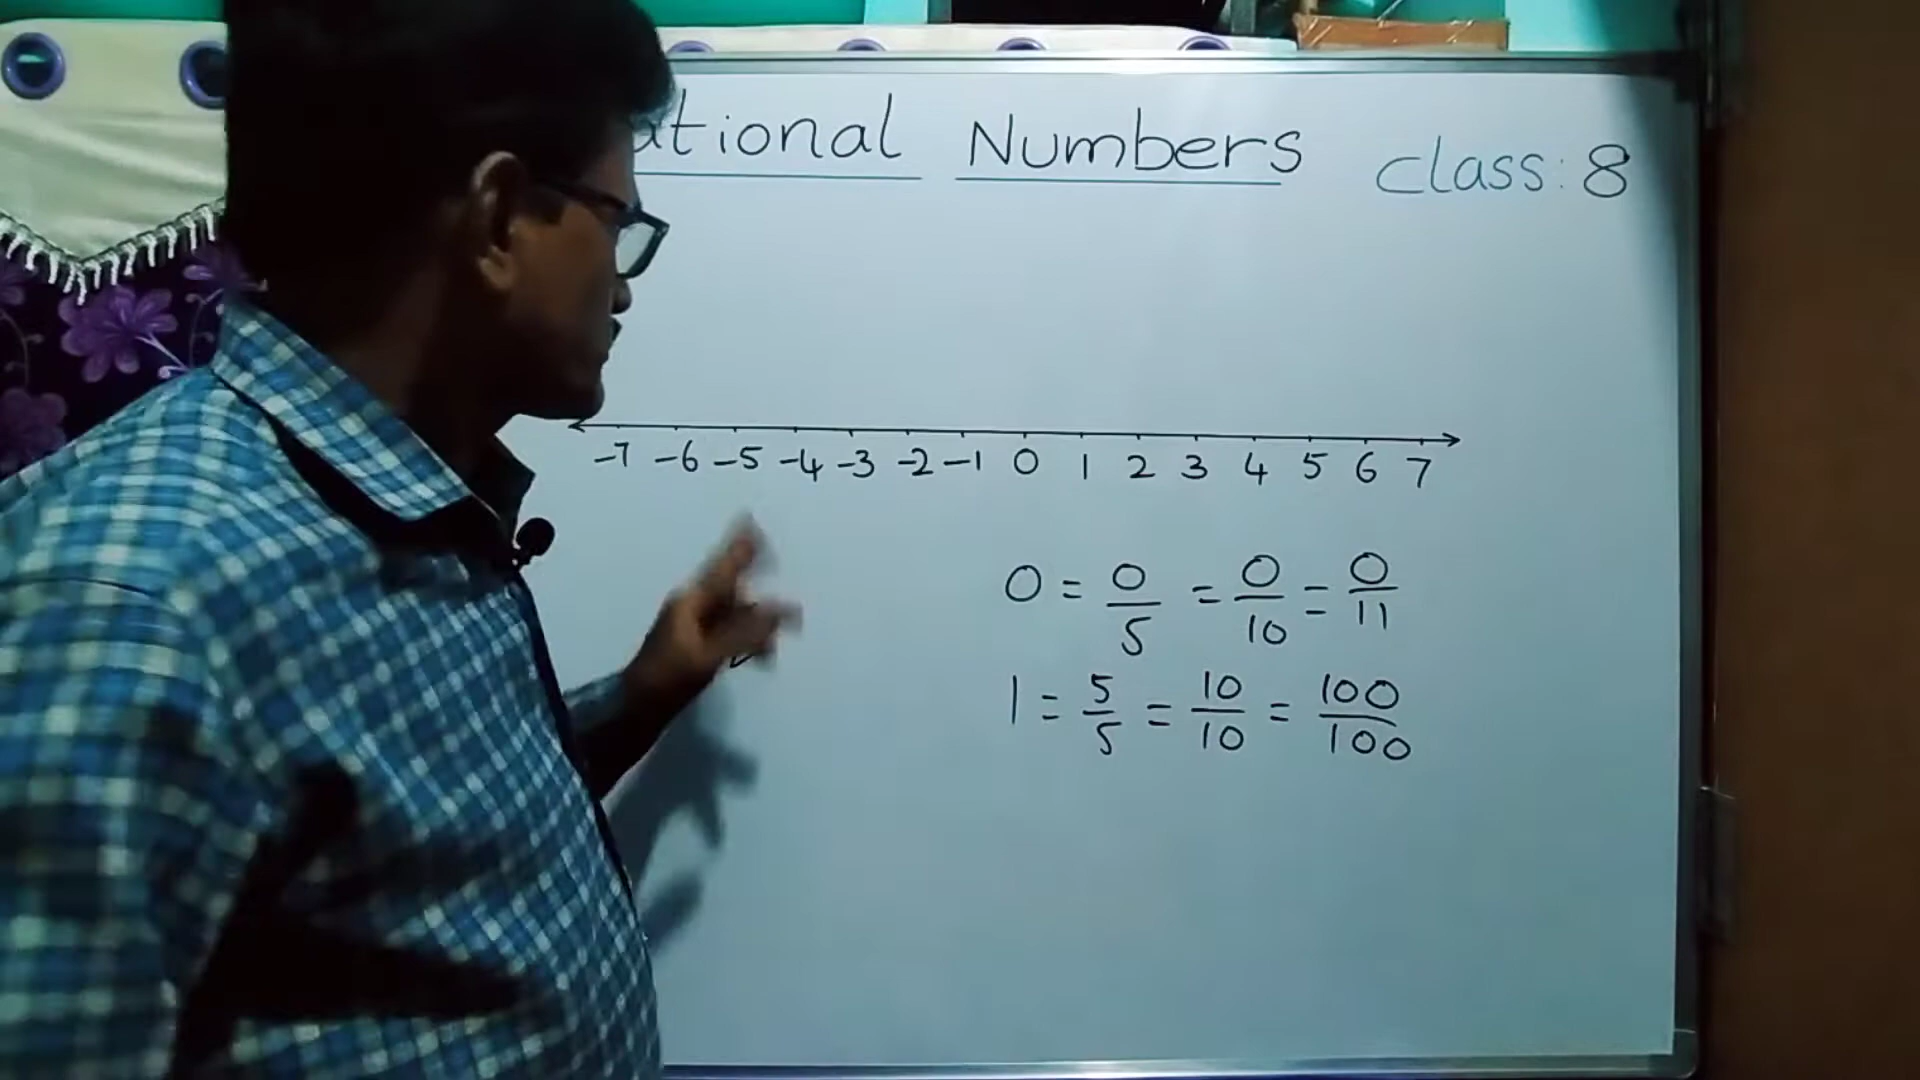 ational Numbers class: 8
-7 -6 -5 -4 -3 -2 -1 0 1 2 3 4 5 6 7
0 = 0/5 = 0/10 = 0/11
1 = 5/5 = 10/10 = 100/100